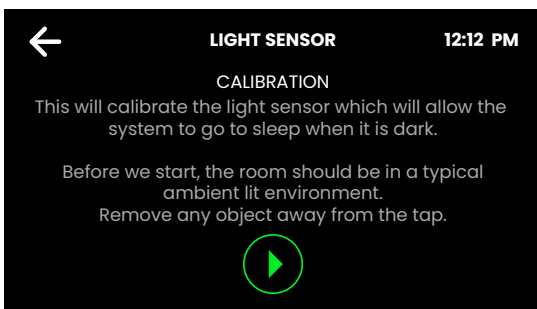 LIGHT SENSOR 12:12 PM
CALIBRATION
This will calibrate the light sensor which will allow the
system to go to sleep when it is dark.
Before we start, the room should be in a typical
ambient lit environment.
Remove any object away from the tap.